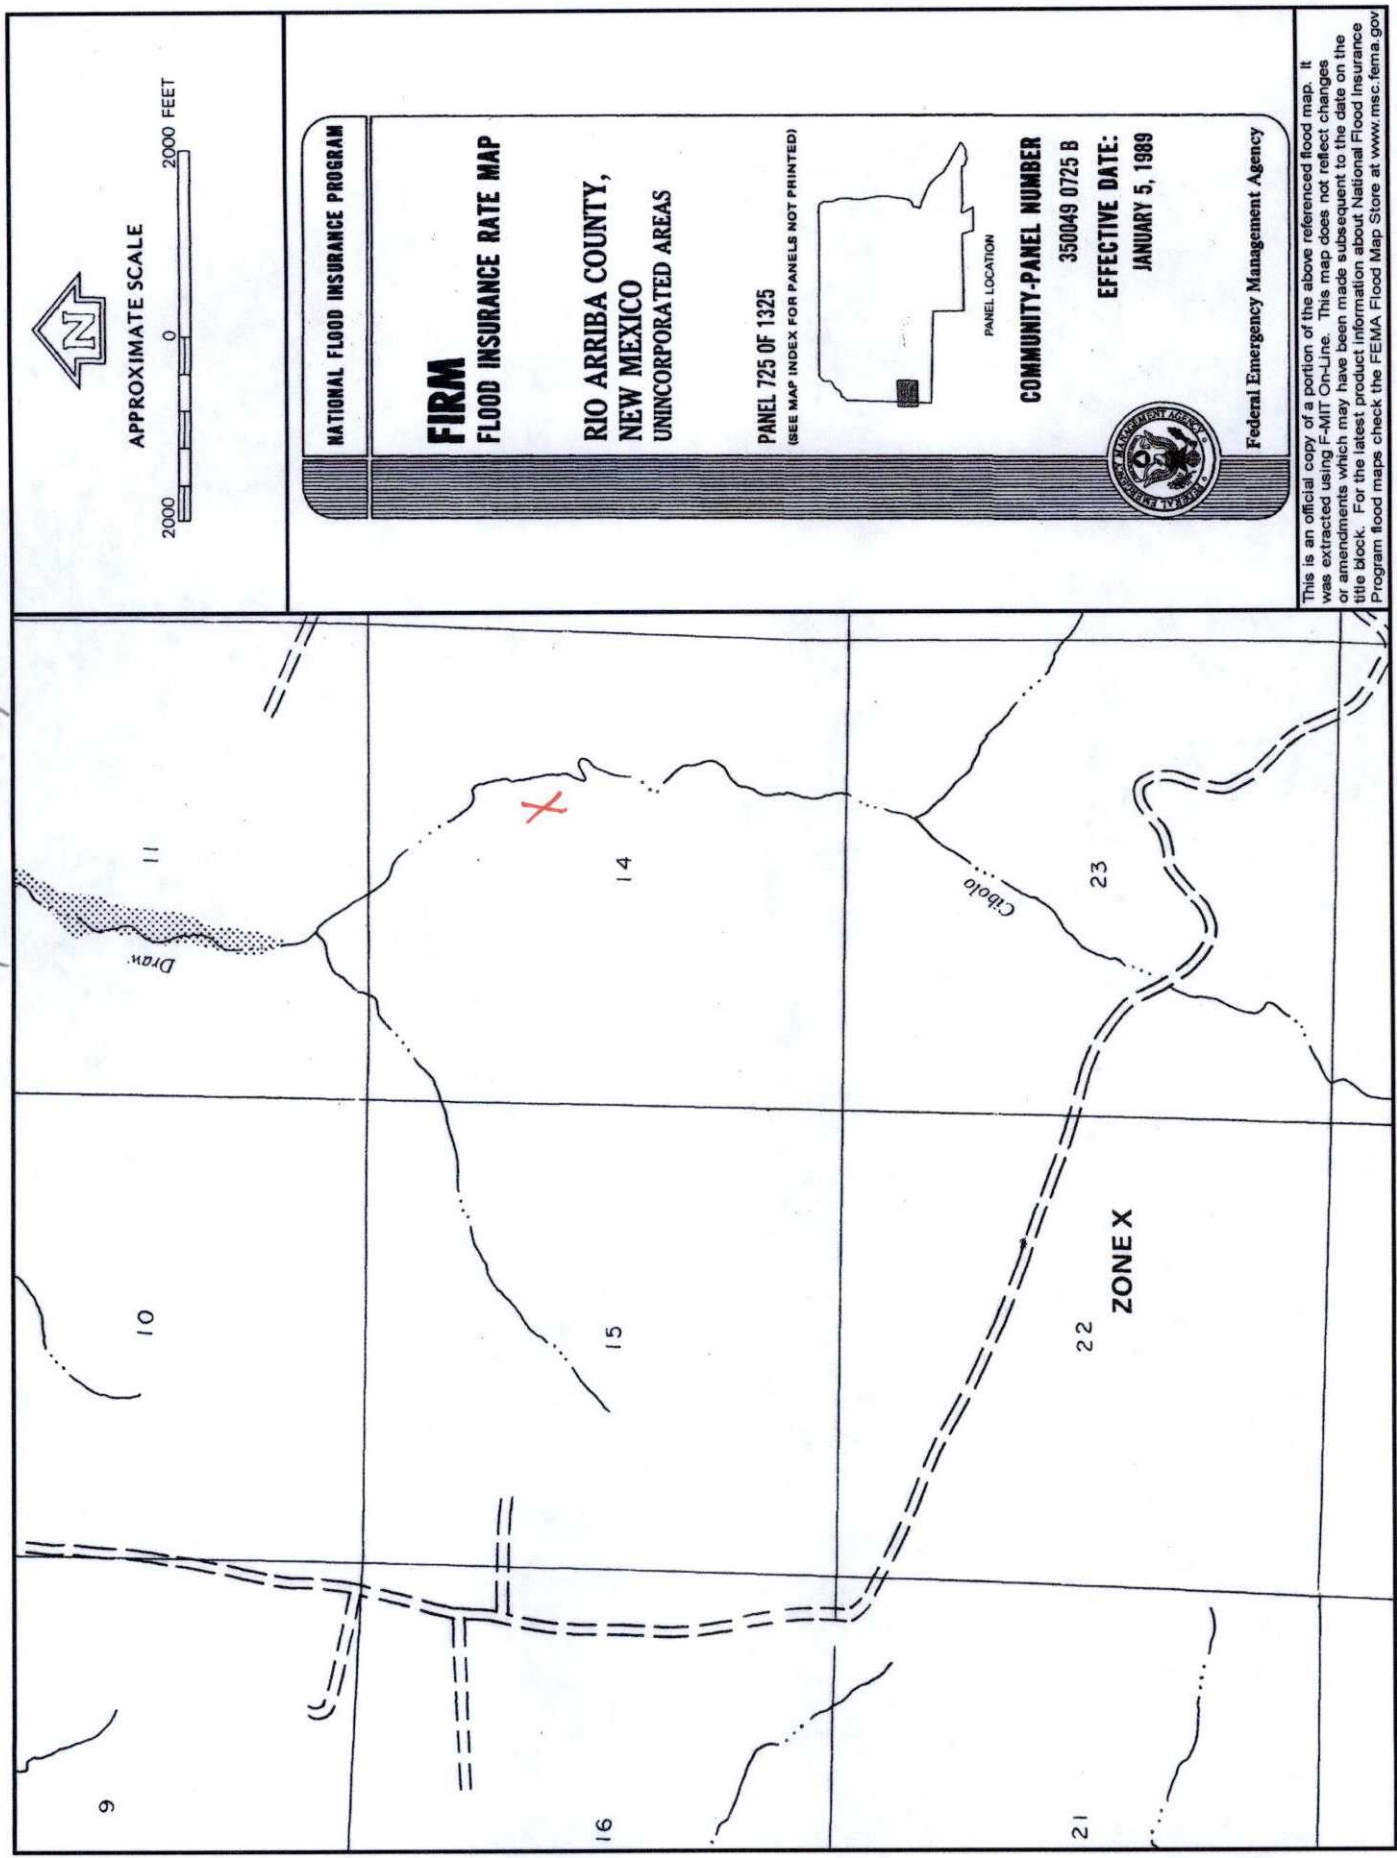 9
10
11
Draw
16
15
14
Cibolo
21
22
23
ZONE X
N
APPROXIMATE SCALE
2000 0 2000 FEET
NATIONAL FLOOD INSURANCE PROGRAM
FIRM
FLOOD INSURANCE RATE MAP
RIO ARRIBA COUNTY,
NEW MEXICO
UNINCORPORATED AREAS
PANEL 725 OF 1325
(SEE MAP INDEX FOR PANELS NOT PRINTED)
PANEL LOCATION
COMMUNITY-PANEL NUMBER
350049 0725 B
EFFECTIVE DATE:
JANUARY 5, 1989
FEDERAL EMERGENCY MANAGEMENT AGENCY
Federal Emergency Management Agency
This is an official copy of a portion of the above referenced flood map. It
was extracted using F-MIT On-Line. This map does not reflect changes
or amendments which may have been made subsequent to the date on the
title block. For the latest product information about National Flood Insurance
Program flood maps check the FEMA Flood Map Store at www.msc.fema.gov